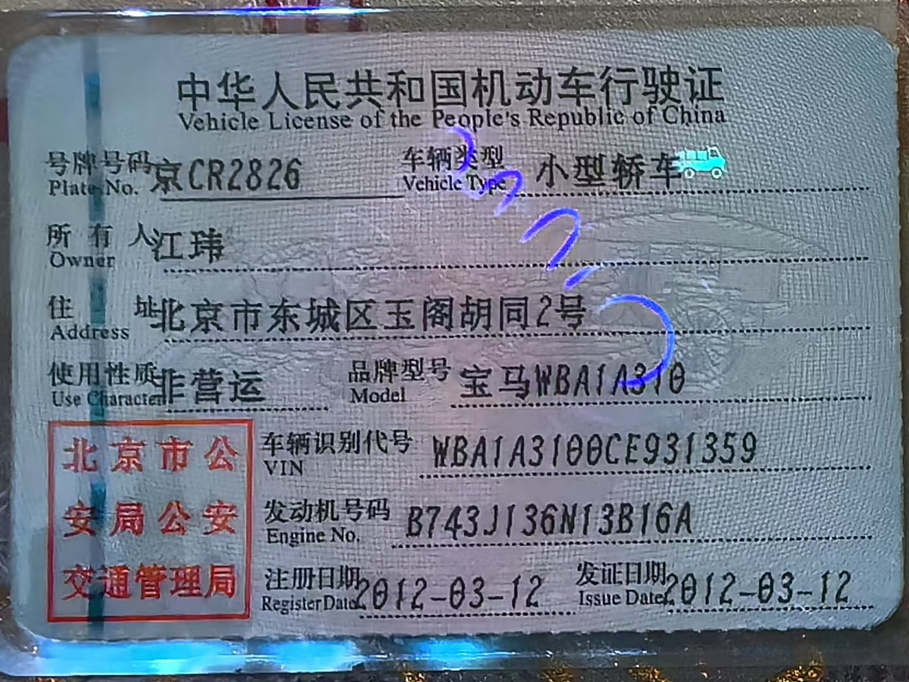 中华人民共和国机动车行驶证
Vehicle License of the People's Republic of China
号牌号码 京CR2826 车辆类型 小型轿车
Plate No. Vehicle Type
所有人 江玮
Owner
住址 北京市东城区玉阁胡同2号
Address
使用性质 非营运 品牌型号 宝马WBA1A310
Use Character Model
北京市公 车辆识别代号 WBA1A3100CE931359
VIN
安局公安 发动机号码 B743J136N13B16A
Engine No.
交通管理局 注册日期 2012-03-12 发证日期 2012-03-12
Register Date Issue Date